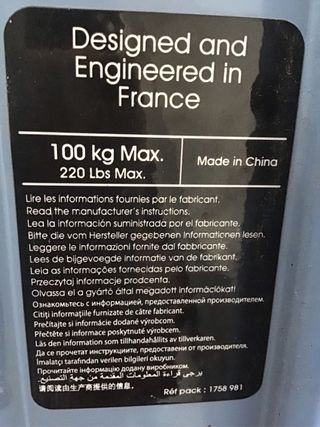 Designed and
Engineered in
France
100 kg Max.
220 Lbs Max.
Made in China
Lire les informations fournies par le fabricant.
Read the manufacturer's instructions.
Lea la información suministrada por el fabricante.
Bitte die vom Hersteller gegebenen Informationen lesen.
Leggere le informazioni fornite dal fabbricante.
Lees de bijgevoegde informatie van de fabrikant.
Leia as informações fornecidas pelo fabricante.
Przeczytaj informacje prodcenta.
Olvassa el a gyártó által megadott információkat!
Ознакомьтесь с информацией, предоставленной производителем.
Citiți informațiile furnizate de către fabricant.
Prečítajte si informácie dodané výrobcom.
Přečtěte si informace poskytnuté výrobcem.
Läs den information som tillhandahållits av tillverkaren.
Да се прочетат инструкциите, предоставени от производителя.
İmalatçı tarafından verilen bilgileri okuyun.
Прочитайте інформацію додану виробником.
يرجى قراءة المعلومات المقدمة من جهة التصنيع.
请阅读由生产商提供的信息.
Réf pack : 1758 981